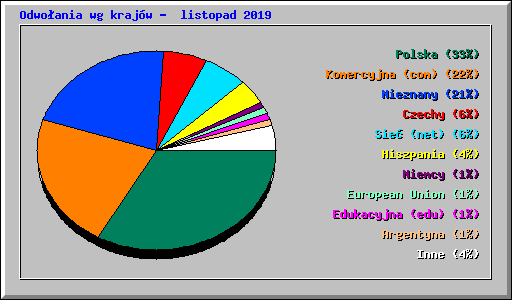 Odwołania wg krajów - listopad 2019
Polska (33%)
Komercyjna (com) (22%)
Nieznany (21%)
Czechy (6%)
Sieć (net) (6%)
Hiszpania (4%)
Niemcy (1%)
European Union (1%)
Edukacyjna (edu) (1%)
Argentyna (1%)
Inne (4%)